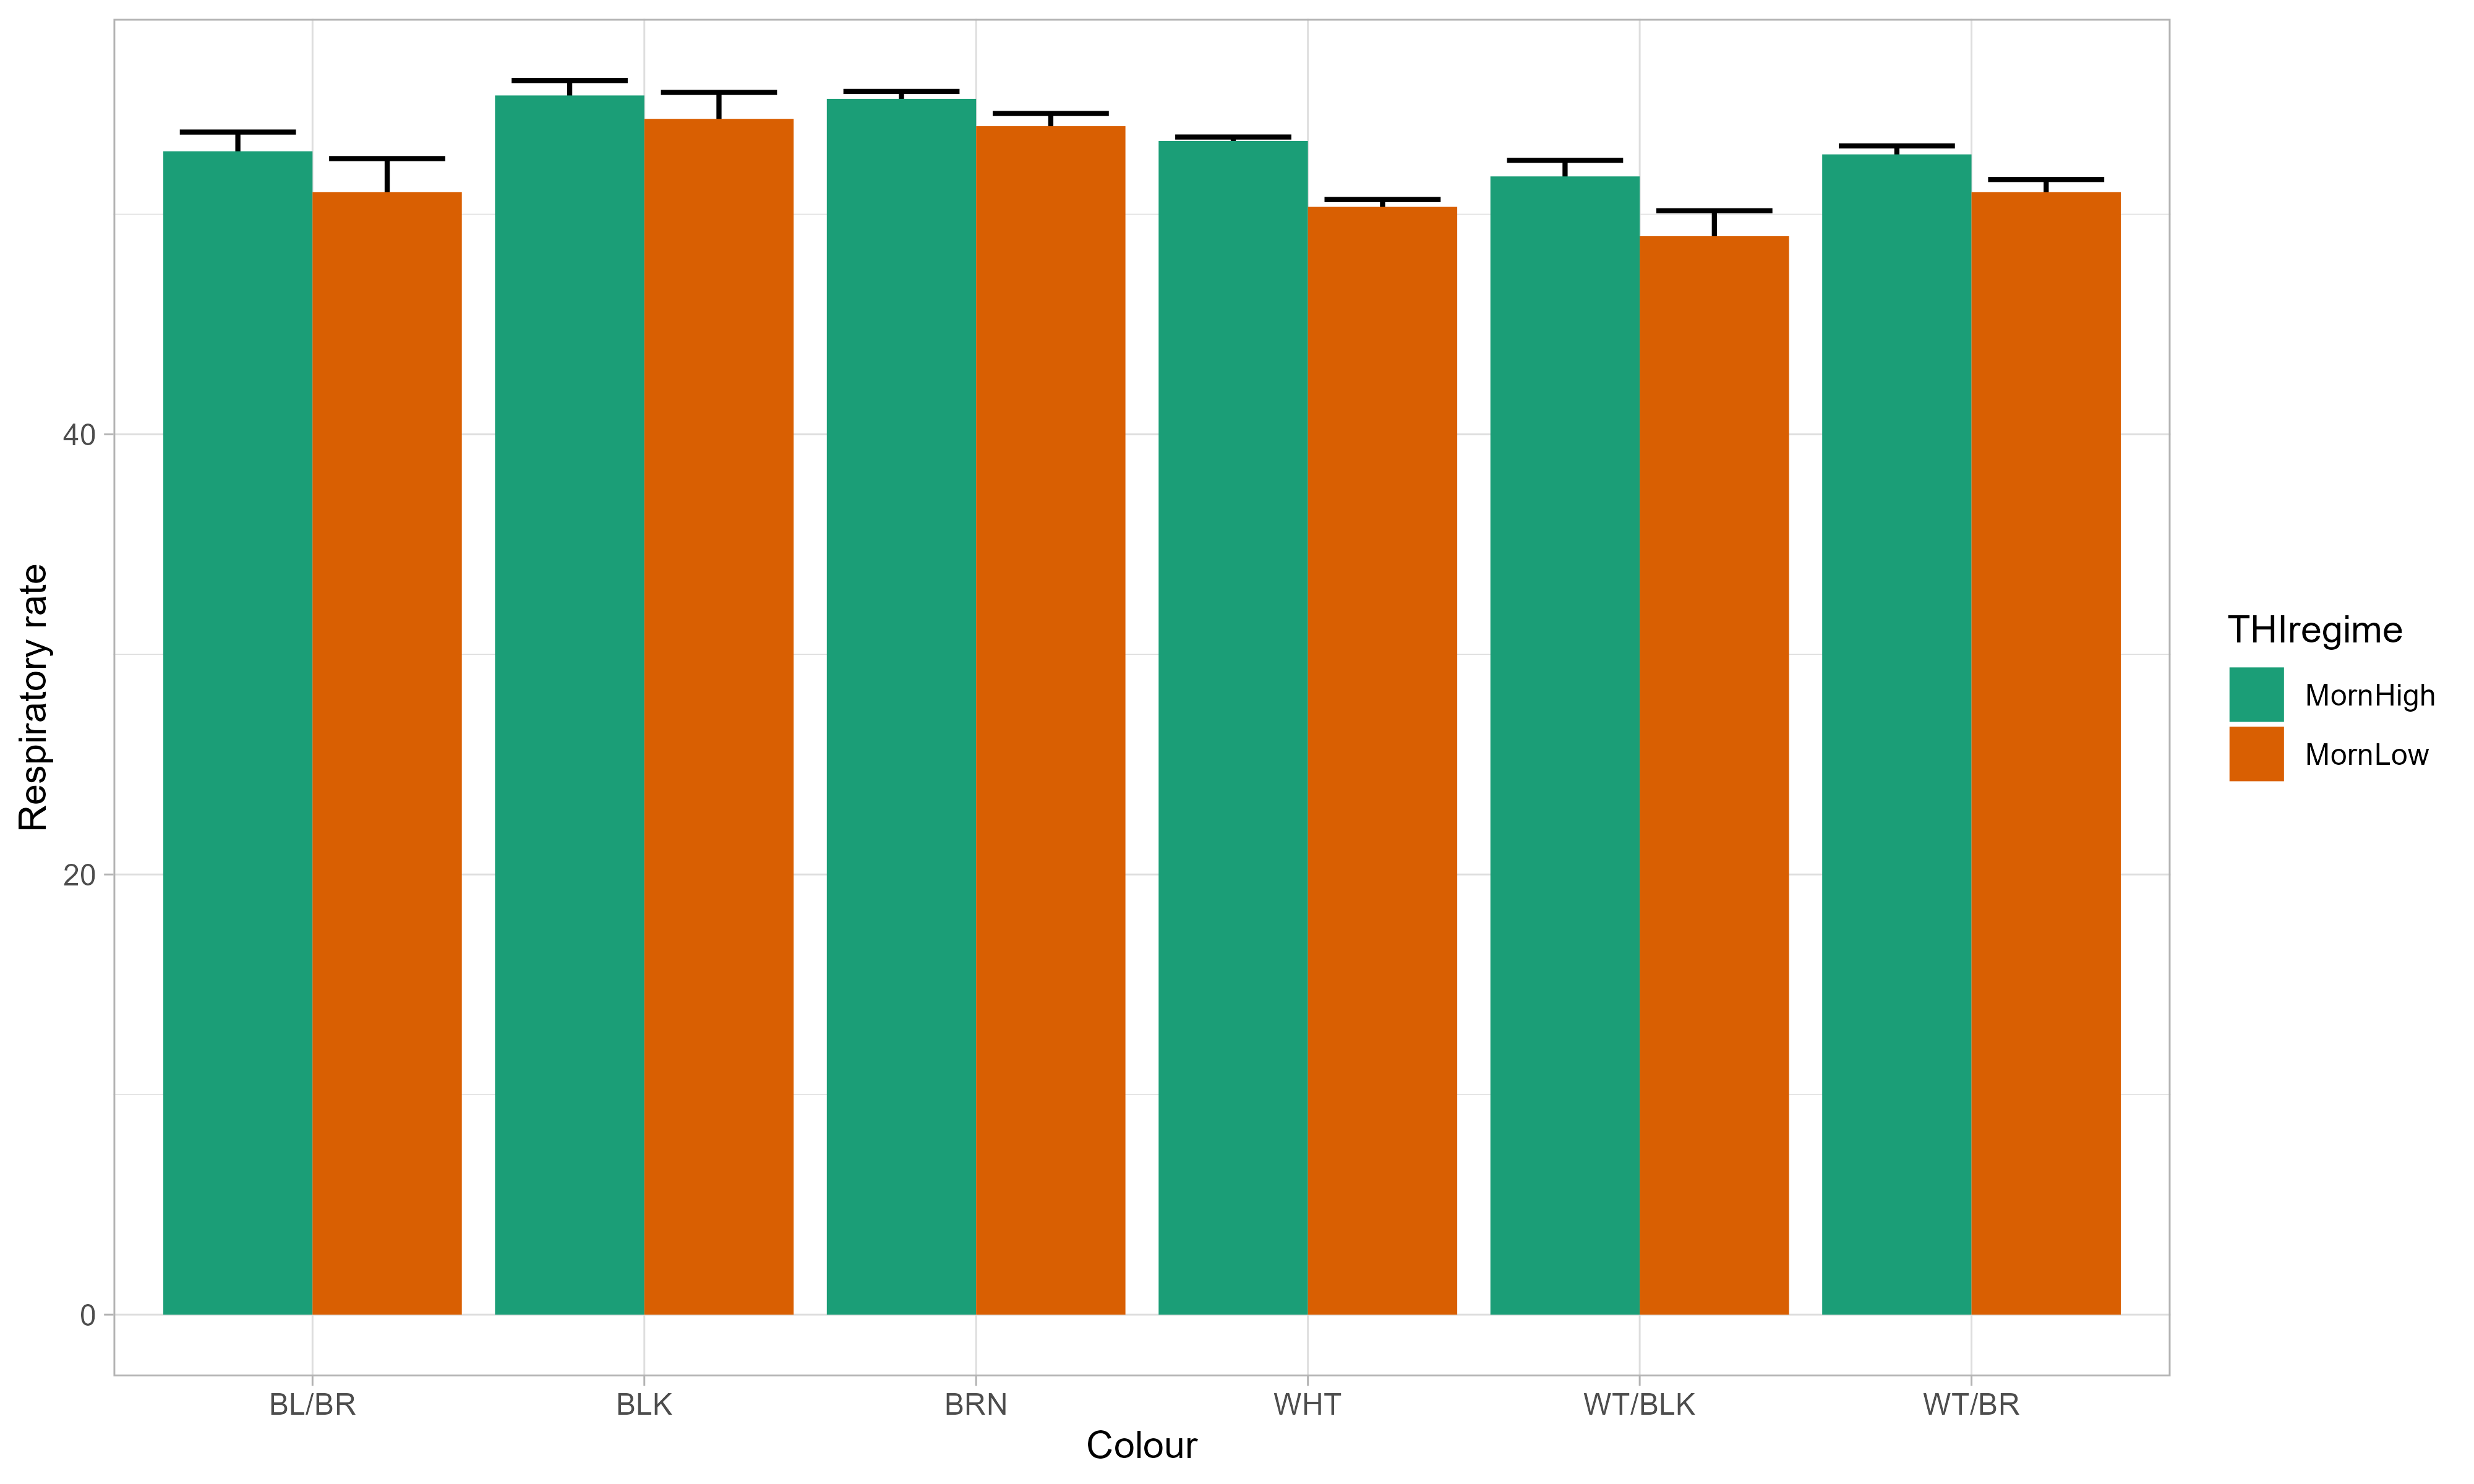 Respiratory rate
40
20
0
BL/BR BLK BRN WHT WT/BLK WT/BR
Colour
THIregime
MornHigh
MornLow